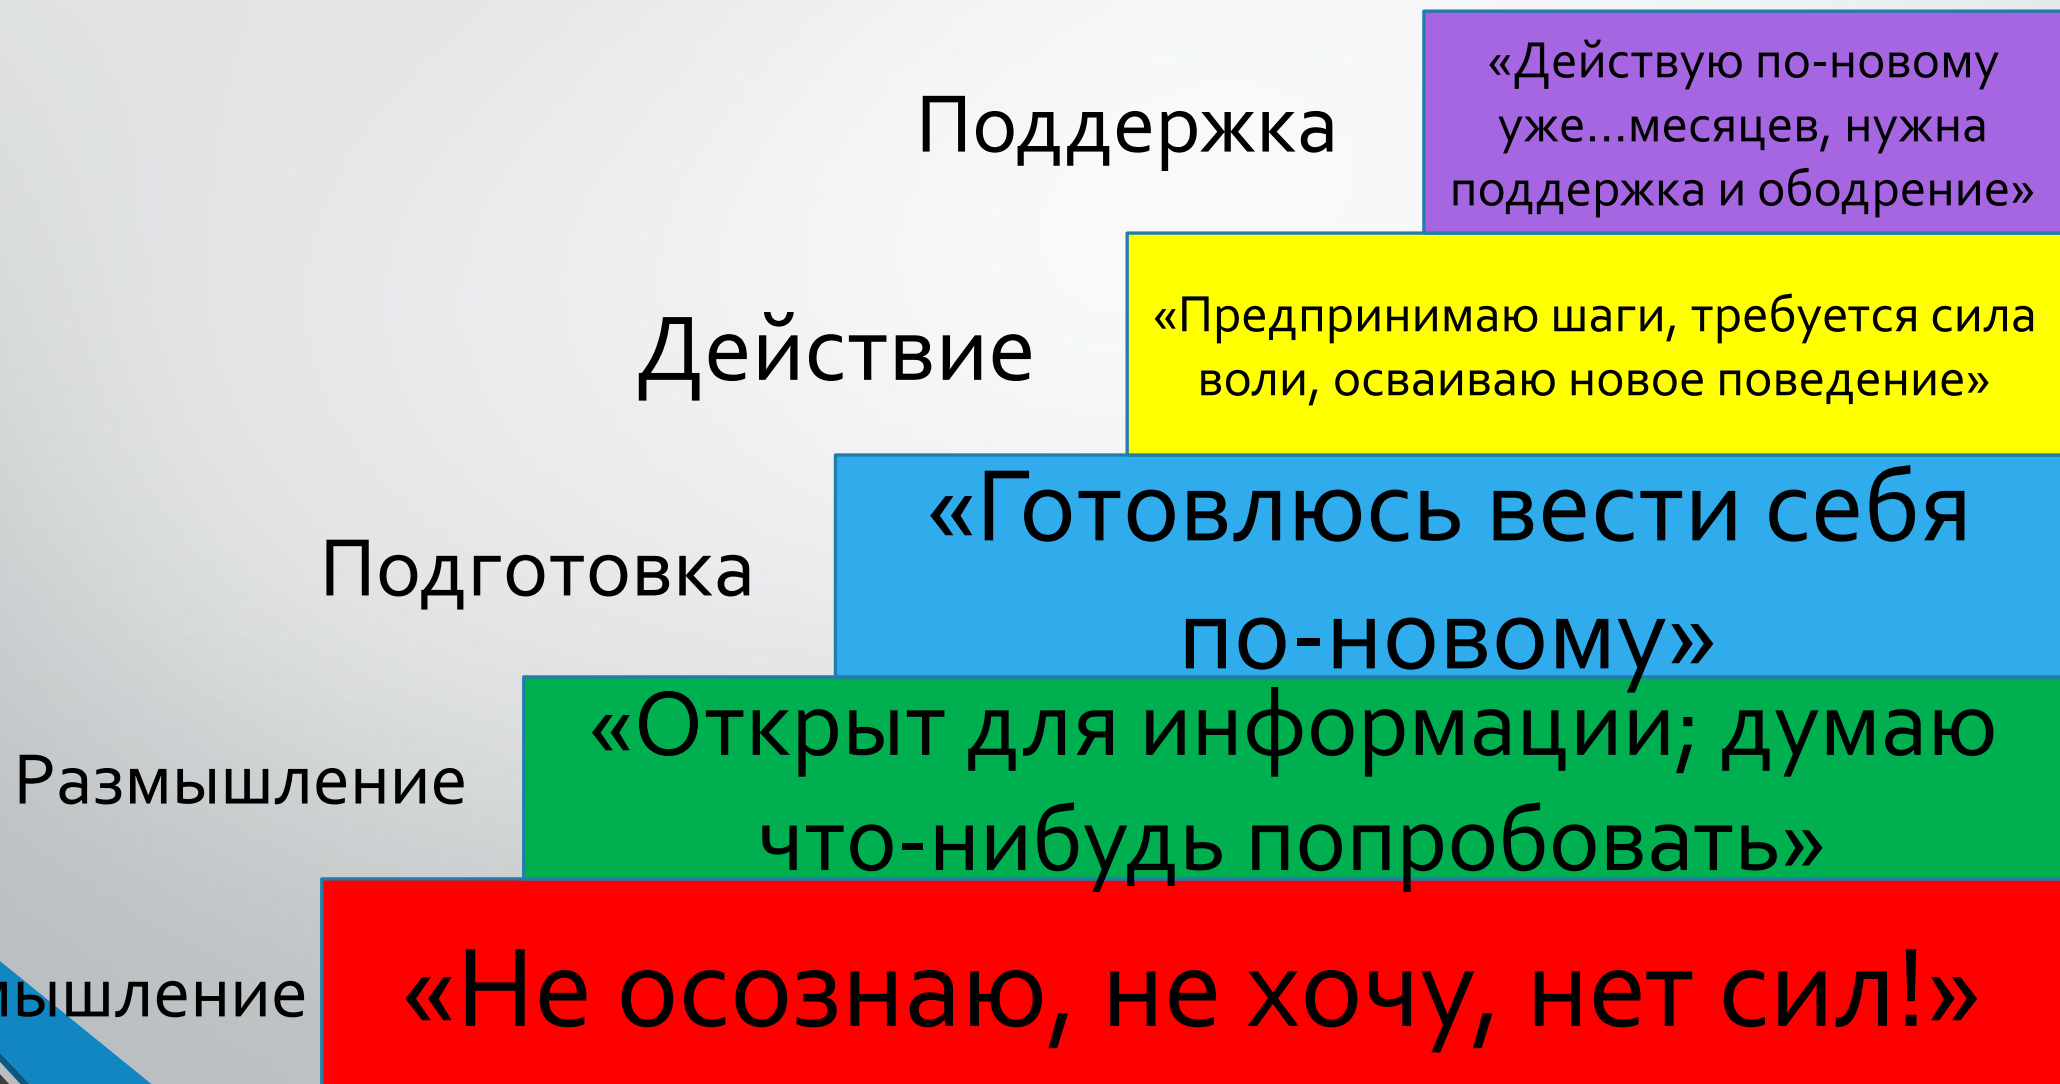 «Действую по-новому
уже...месяцев, нужна
поддержка и ободрение»
Поддержка
«Предпринимаю шаги, требуется сила
воли, осваиваю новое поведение»
Действие
«Готовлюсь вести себя
по-новому»
Подготовка
«Открыт для информации; думаю
что-нибудь попробовать»
Размышление
«Не осознаю, не хочу, нет сил!»